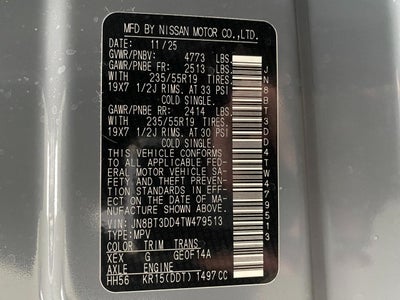 MFD BY NISSAN MOTOR CO.,LTD.
DATE: 11/25
GVWR/PNBV: 4773 LBS.
GAWR/PNBE FR: 2513 LBS.
WITH 235/55R19 TIRES
19X7 1/2J RIMS, AT 33 PSI
COLD SINGLE.
GAWR/PNBE RR: 2414 LBS.
WITH 235/55R19 TIRES
19X7 1/2J RIMS, AT 30 PSI
COLD SINGLE.
THIS VEHICLE CONFORMS
TO ALL APPLICABLE FED-
ERAL MOTOR VEHICLE SA-
FETY AND THEFT PREVEN-
TION STANDARDS IN EFF-
ECT ON THE DATE OF MA-
NUFACTURE SHOWN ABOVE.
VIN: JN8BT3DD4TW479513
TYPE: MPV
COLOR TRIM TRANS
XEX G GEOF14A
AXLE ENGINE
HH56 KR15(DDT) 1497CC
JN8BT3DD4TW479513